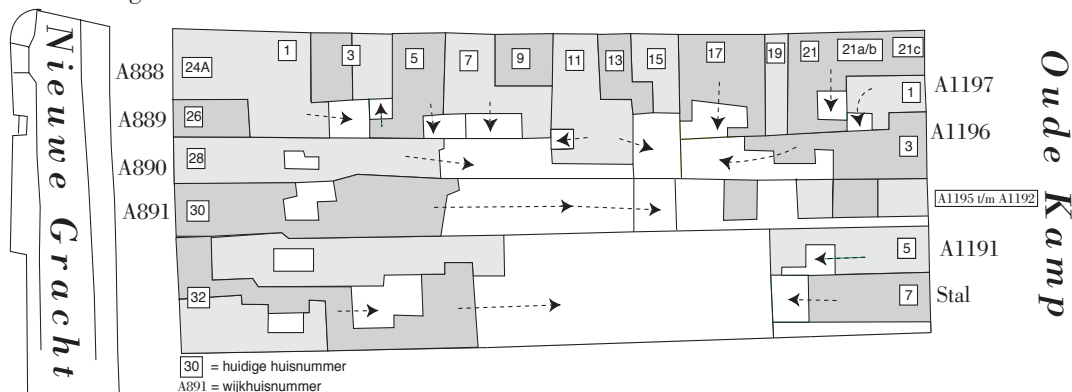 1
3
5
7
9
11
13
15
17
19
21
21a/b
21c
A888
24A
A889
26
A890
28
A891
30
32
1
A1197
A1196
3
A1195 t/m A1192
5
A1191
7
Stal
Nieuwe Gracht
Oude Kamp
30 = huidige huisnummer
A891 = wijkhuisnummer